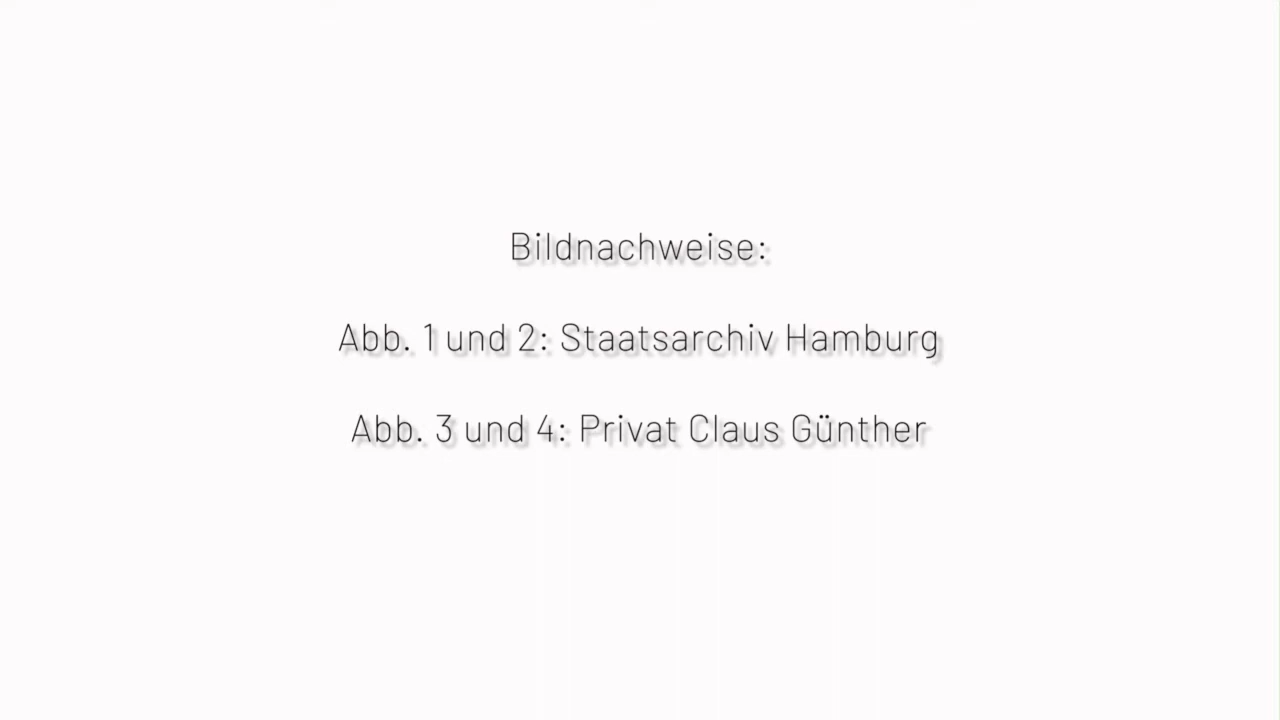 Bildnachweise:
Abb. 1 und 2: Staatsarchiv Hamburg
Abb. 3 und 4: Privat Claus Günther